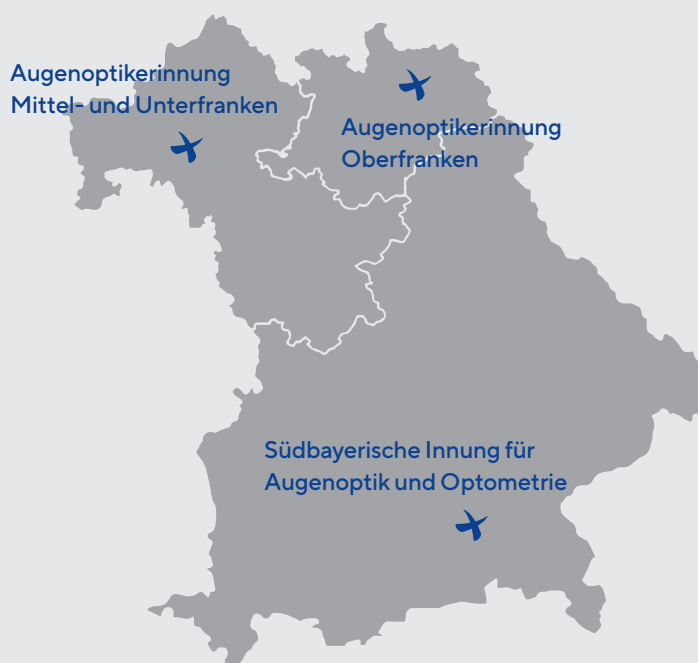 Augenoptikerinnung
Mittel- und Unterfranken
Augenoptikerinnung
Oberfranken
Südbayerische Innung für
Augenoptik und Optometrie